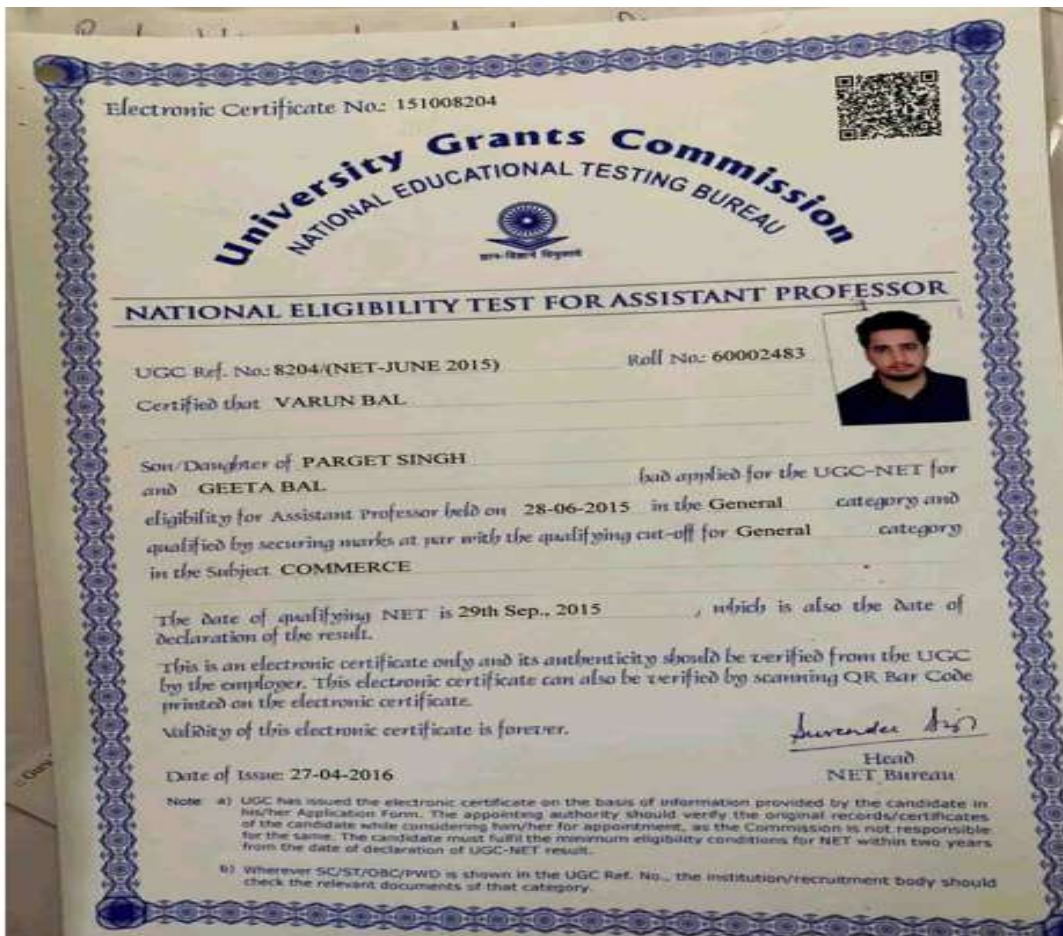 Electronic Certificate No.: 151008204
University Grants Commission
NATIONAL EDUCATIONAL TESTING BUREAU
ज्ञान-विज्ञानं विमुक्तये
NATIONAL ELIGIBILITY TEST FOR ASSISTANT PROFESSOR
UGC Ref. No.: 8204/(NET-JUNE 2015) Roll No.: 60002483
Certified that VARUN BAL
Son/Daughter of PARGET SINGH
and GEETA BAL had applied for the UGC-NET for
eligibility for Assistant Professor held on 28-06-2015 in the General category and
qualified by securing marks at par with the qualifying cut-off for General category
in the Subject COMMERCE
The date of qualifying NET is 29th Sep., 2015 , which is also the date of
declaration of the result.
This is an electronic certificate only and its authenticity should be verified from the UGC
by the employer. This electronic certificate can also be verified by scanning QR Bar Code
printed on the electronic certificate.
Validity of this electronic certificate is forever.
Surender
Head
Date of Issue: 27-04-2016 NET Bureau
Note: a) UGC has issued the electronic certificate on the basis of information provided by the candidate in
his/her Application Form. The appointing authority should verify the original records/certificates
of the candidate while considering him/her for appointment, as the Commission is not responsible
for the same. The candidate must fulfil the minimum eligibility conditions for NET within two years
from the date of declaration of UGC-NET result.
b) Wherever SC/ST/OBC/PWD is shown in the UGC Ref. No., the institution/recruitment body should
check the relevant documents of that category.